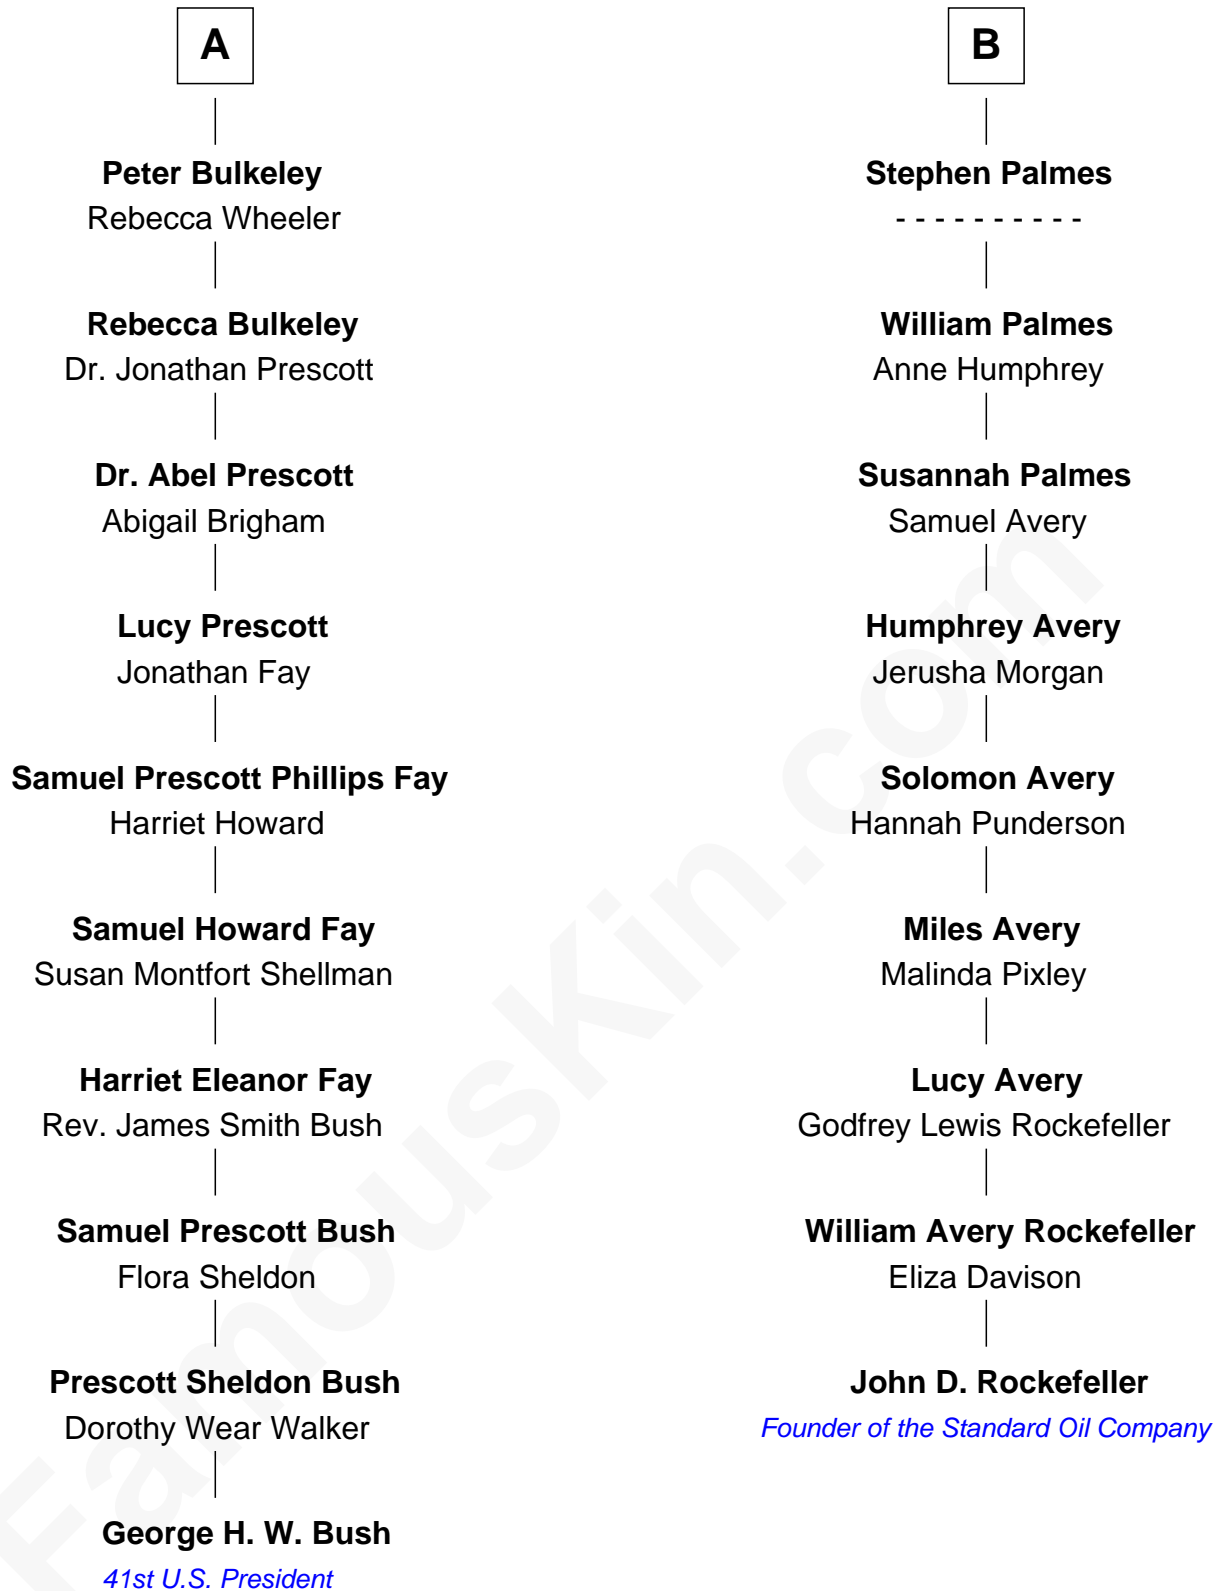 A
Peter Bulkeley
Rebecca Wheeler
Rebecca Bulkeley
Dr. Jonathan Prescott
Dr. Abel Prescott
Abigail Brigham
Lucy Prescott
Jonathan Fay
Samuel Prescott Phillips Fay
Harriet Howard
Samuel Howard Fay
Susan Montfort Shellman
Harriet Eleanor Fay
Rev. James Smith Bush
Samuel Prescott Bush
Flora Sheldon
Prescott Sheldon Bush
Dorothy Wear Walker
George H. W. Bush
41st U.S. President
B
Stephen Palmes
- - - - - - - - - -
William Palmes
Anne Humphrey
Susannah Palmes
Samuel Avery
Humphrey Avery
Jerusha Morgan
Solomon Avery
Hannah Punderson
Miles Avery
Malinda Pixley
Lucy Avery
Godfrey Lewis Rockefeller
William Avery Rockefeller
Eliza Davison
John D. Rockefeller
Founder of the Standard Oil Company
FamousKin.com